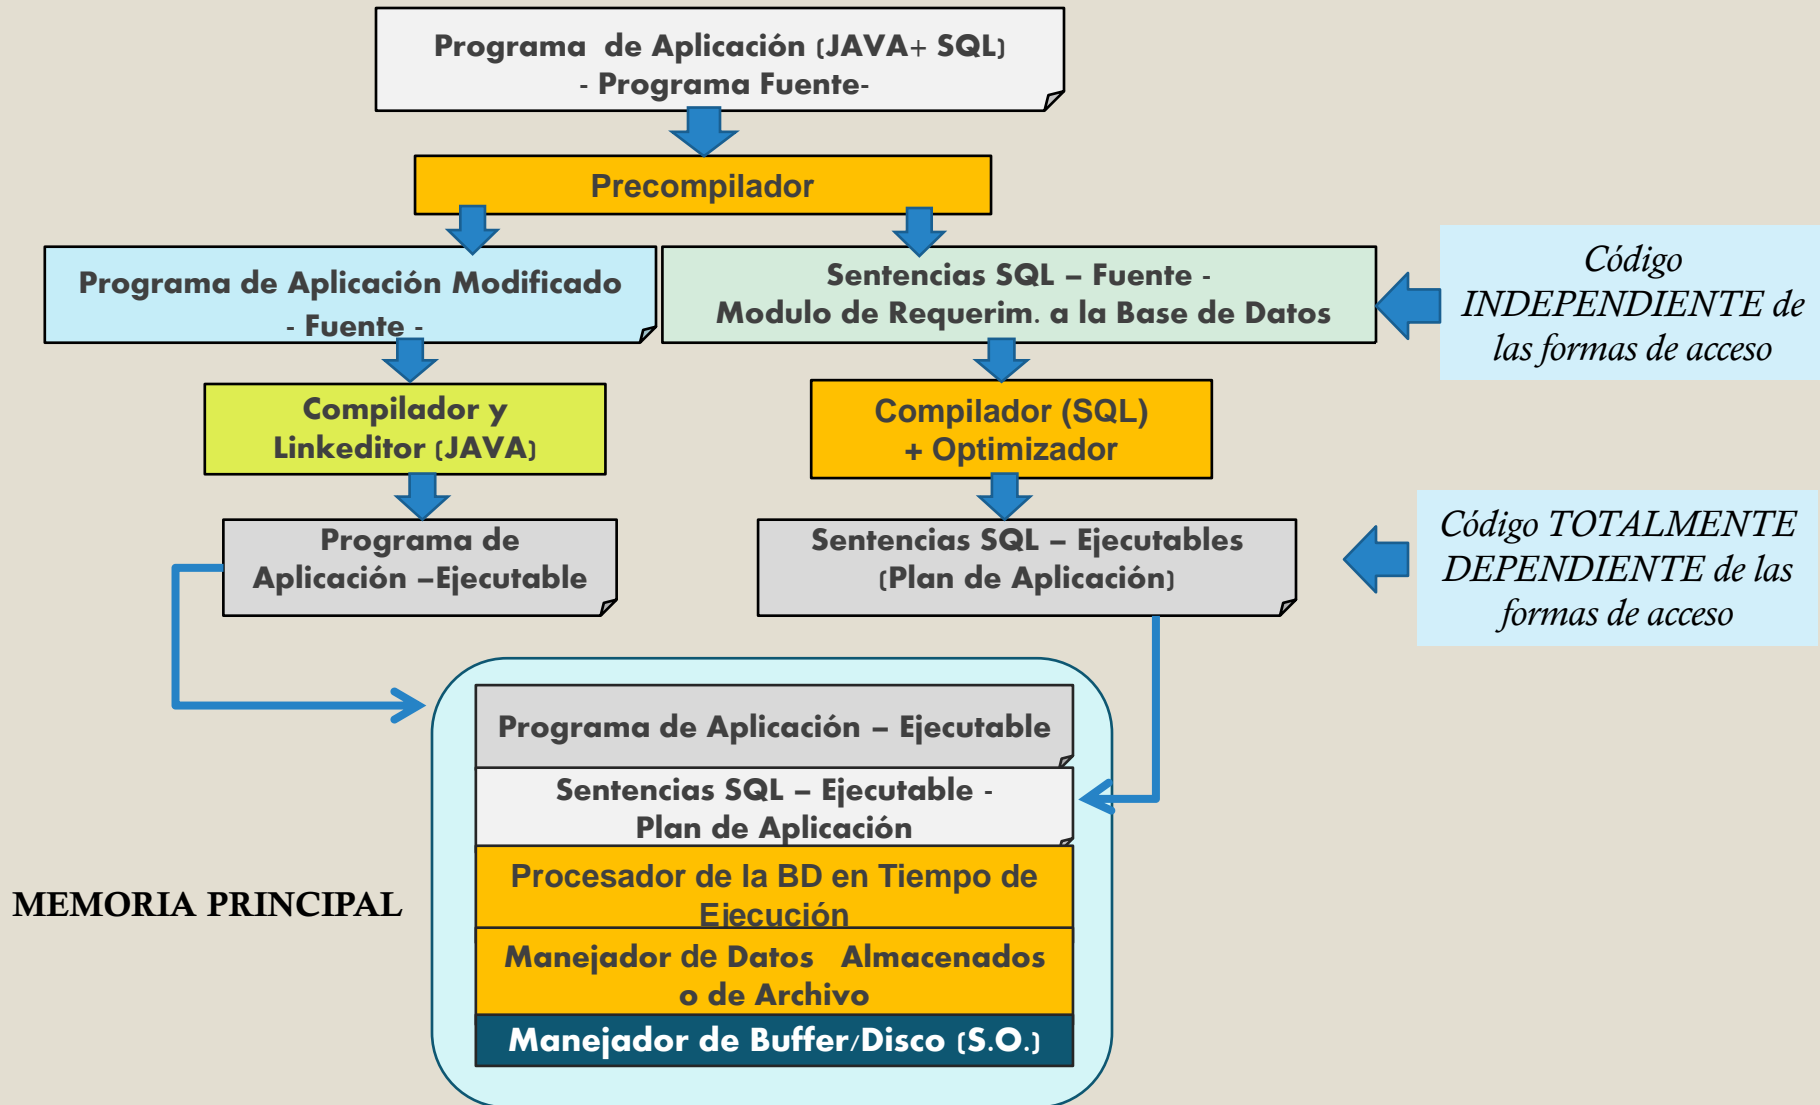 Programa de Aplicación (JAVA+ SQL)
- Programa Fuente-
Precompilador
Programa de Aplicación Modificado
- Fuente -
Sentencias SQL – Fuente -
Modulo de Requerim. a la Base de Datos
Código
INDEPENDIENTE de
las formas de acceso
Compilador y
Linkeditor (JAVA)
Compilador (SQL)
+ Optimizador
Programa de
Aplicación –Ejecutable
Sentencias SQL – Ejecutables
(Plan de Aplicación)
Código TOTALMENTE
DEPENDIENTE de las
formas de acceso
Programa de Aplicación – Ejecutable
Sentencias SQL – Ejecutable -
Plan de Aplicación
Procesador de la BD en Tiempo de
Ejecución
MEMORIA PRINCIPAL
Manejador de Datos Almacenados
o de Archivo
Manejador de Buffer/Disco (S.O.)